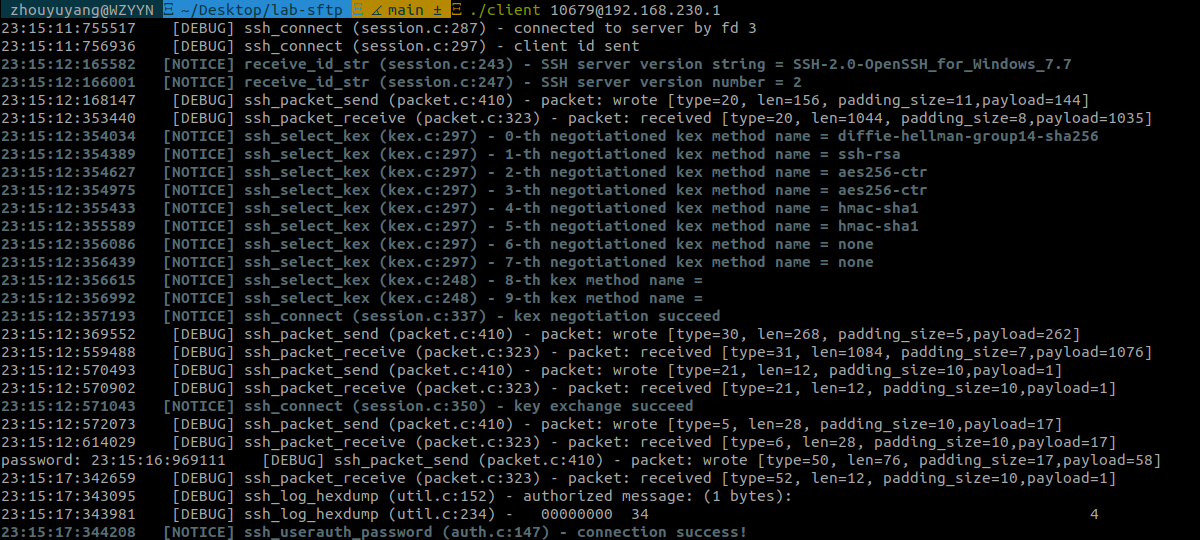 zhouyuyang@WZYYN ~/Desktop/lab-sftp main ± ./client 10679@192.168.230.1
23:15:11:755517    [DEBUG] ssh_connect (session.c:287) - connected to server by fd 3
23:15:11:756936    [DEBUG] ssh_connect (session.c:297) - client id sent
23:15:12:165582   [NOTICE] receive_id_str (session.c:243) - SSH server version string = SSH-2.0-OpenSSH_for_Windows_7.7
23:15:12:166001   [NOTICE] receive_id_str (session.c:247) - SSH server version number = 2
23:15:12:168147    [DEBUG] ssh_packet_send (packet.c:410) - packet: wrote [type=20, len=156, padding_size=11,payload=144]
23:15:12:353440    [DEBUG] ssh_packet_receive (packet.c:323) - packet: received [type=20, len=1044, padding_size=8,payload=1035]
23:15:12:354034   [NOTICE] ssh_select_kex (kex.c:297) - 0-th negotiationed kex method name = diffie-hellman-group14-sha256
23:15:12:354389   [NOTICE] ssh_select_kex (kex.c:297) - 1-th negotiationed kex method name = ssh-rsa
23:15:12:354627   [NOTICE] ssh_select_kex (kex.c:297) - 2-th negotiationed kex method name = aes256-ctr
23:15:12:354975   [NOTICE] ssh_select_kex (kex.c:297) - 3-th negotiationed kex method name = aes256-ctr
23:15:12:355433   [NOTICE] ssh_select_kex (kex.c:297) - 4-th negotiationed kex method name = hmac-sha1
23:15:12:355589   [NOTICE] ssh_select_kex (kex.c:297) - 5-th negotiationed kex method name = hmac-sha1
23:15:12:356086   [NOTICE] ssh_select_kex (kex.c:297) - 6-th negotiationed kex method name = none
23:15:12:356439   [NOTICE] ssh_select_kex (kex.c:297) - 7-th negotiationed kex method name = none
23:15:12:356615   [NOTICE] ssh_select_kex (kex.c:248) - 8-th kex method name =
23:15:12:356992   [NOTICE] ssh_select_kex (kex.c:248) - 9-th kex method name =
23:15:12:357193   [NOTICE] ssh_connect (session.c:337) - kex negotiation succeed
23:15:12:369552    [DEBUG] ssh_packet_send (packet.c:410) - packet: wrote [type=30, len=268, padding_size=5,payload=262]
23:15:12:559488    [DEBUG] ssh_packet_receive (packet.c:323) - packet: received [type=31, len=1084, padding_size=7,payload=1076]
23:15:12:570493    [DEBUG] ssh_packet_send (packet.c:410) - packet: wrote [type=21, len=12, padding_size=10,payload=1]
23:15:12:570902    [DEBUG] ssh_packet_receive (packet.c:323) - packet: received [type=21, len=12, padding_size=10,payload=1]
23:15:12:571043   [NOTICE] ssh_connect (session.c:350) - key exchange succeed
23:15:12:572073    [DEBUG] ssh_packet_send (packet.c:410) - packet: wrote [type=5, len=28, padding_size=10,payload=17]
23:15:12:614029    [DEBUG] ssh_packet_receive (packet.c:323) - packet: received [type=6, len=28, padding_size=10,payload=17]
password: 23:15:16:969111    [DEBUG] ssh_packet_send (packet.c:410) - packet: wrote [type=50, len=76, padding_size=17,payload=58]
23:15:17:342659    [DEBUG] ssh_packet_receive (packet.c:323) - packet: received [type=52, len=12, padding_size=10,payload=1]
23:15:17:343095    [DEBUG] ssh_log_hexdump (util.c:152) - authorized message: (1 bytes):
23:15:17:343981    [DEBUG] ssh_log_hexdump (util.c:234) -   00000000  34                                                 4
23:15:17:344208   [NOTICE] ssh_userauth_password (auth.c:147) - connection success!